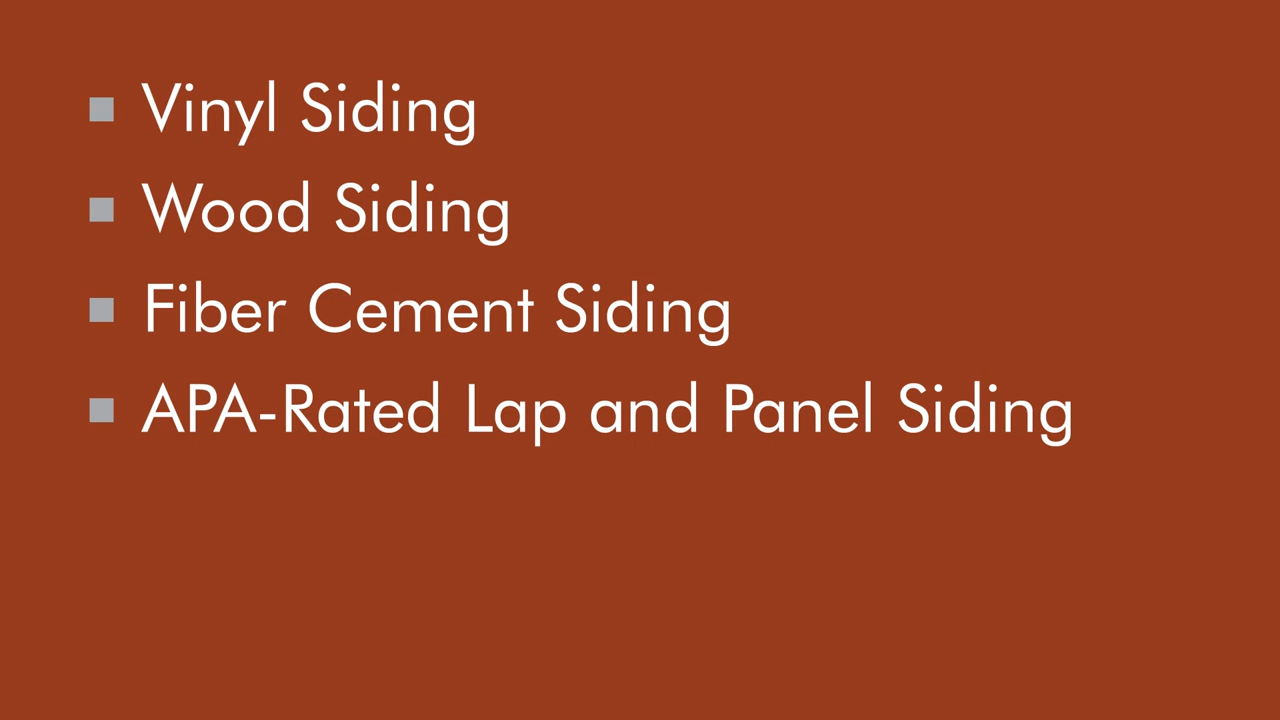 Vinyl Siding
Wood Siding
Fiber Cement Siding
APA-Rated Lap and Panel Siding